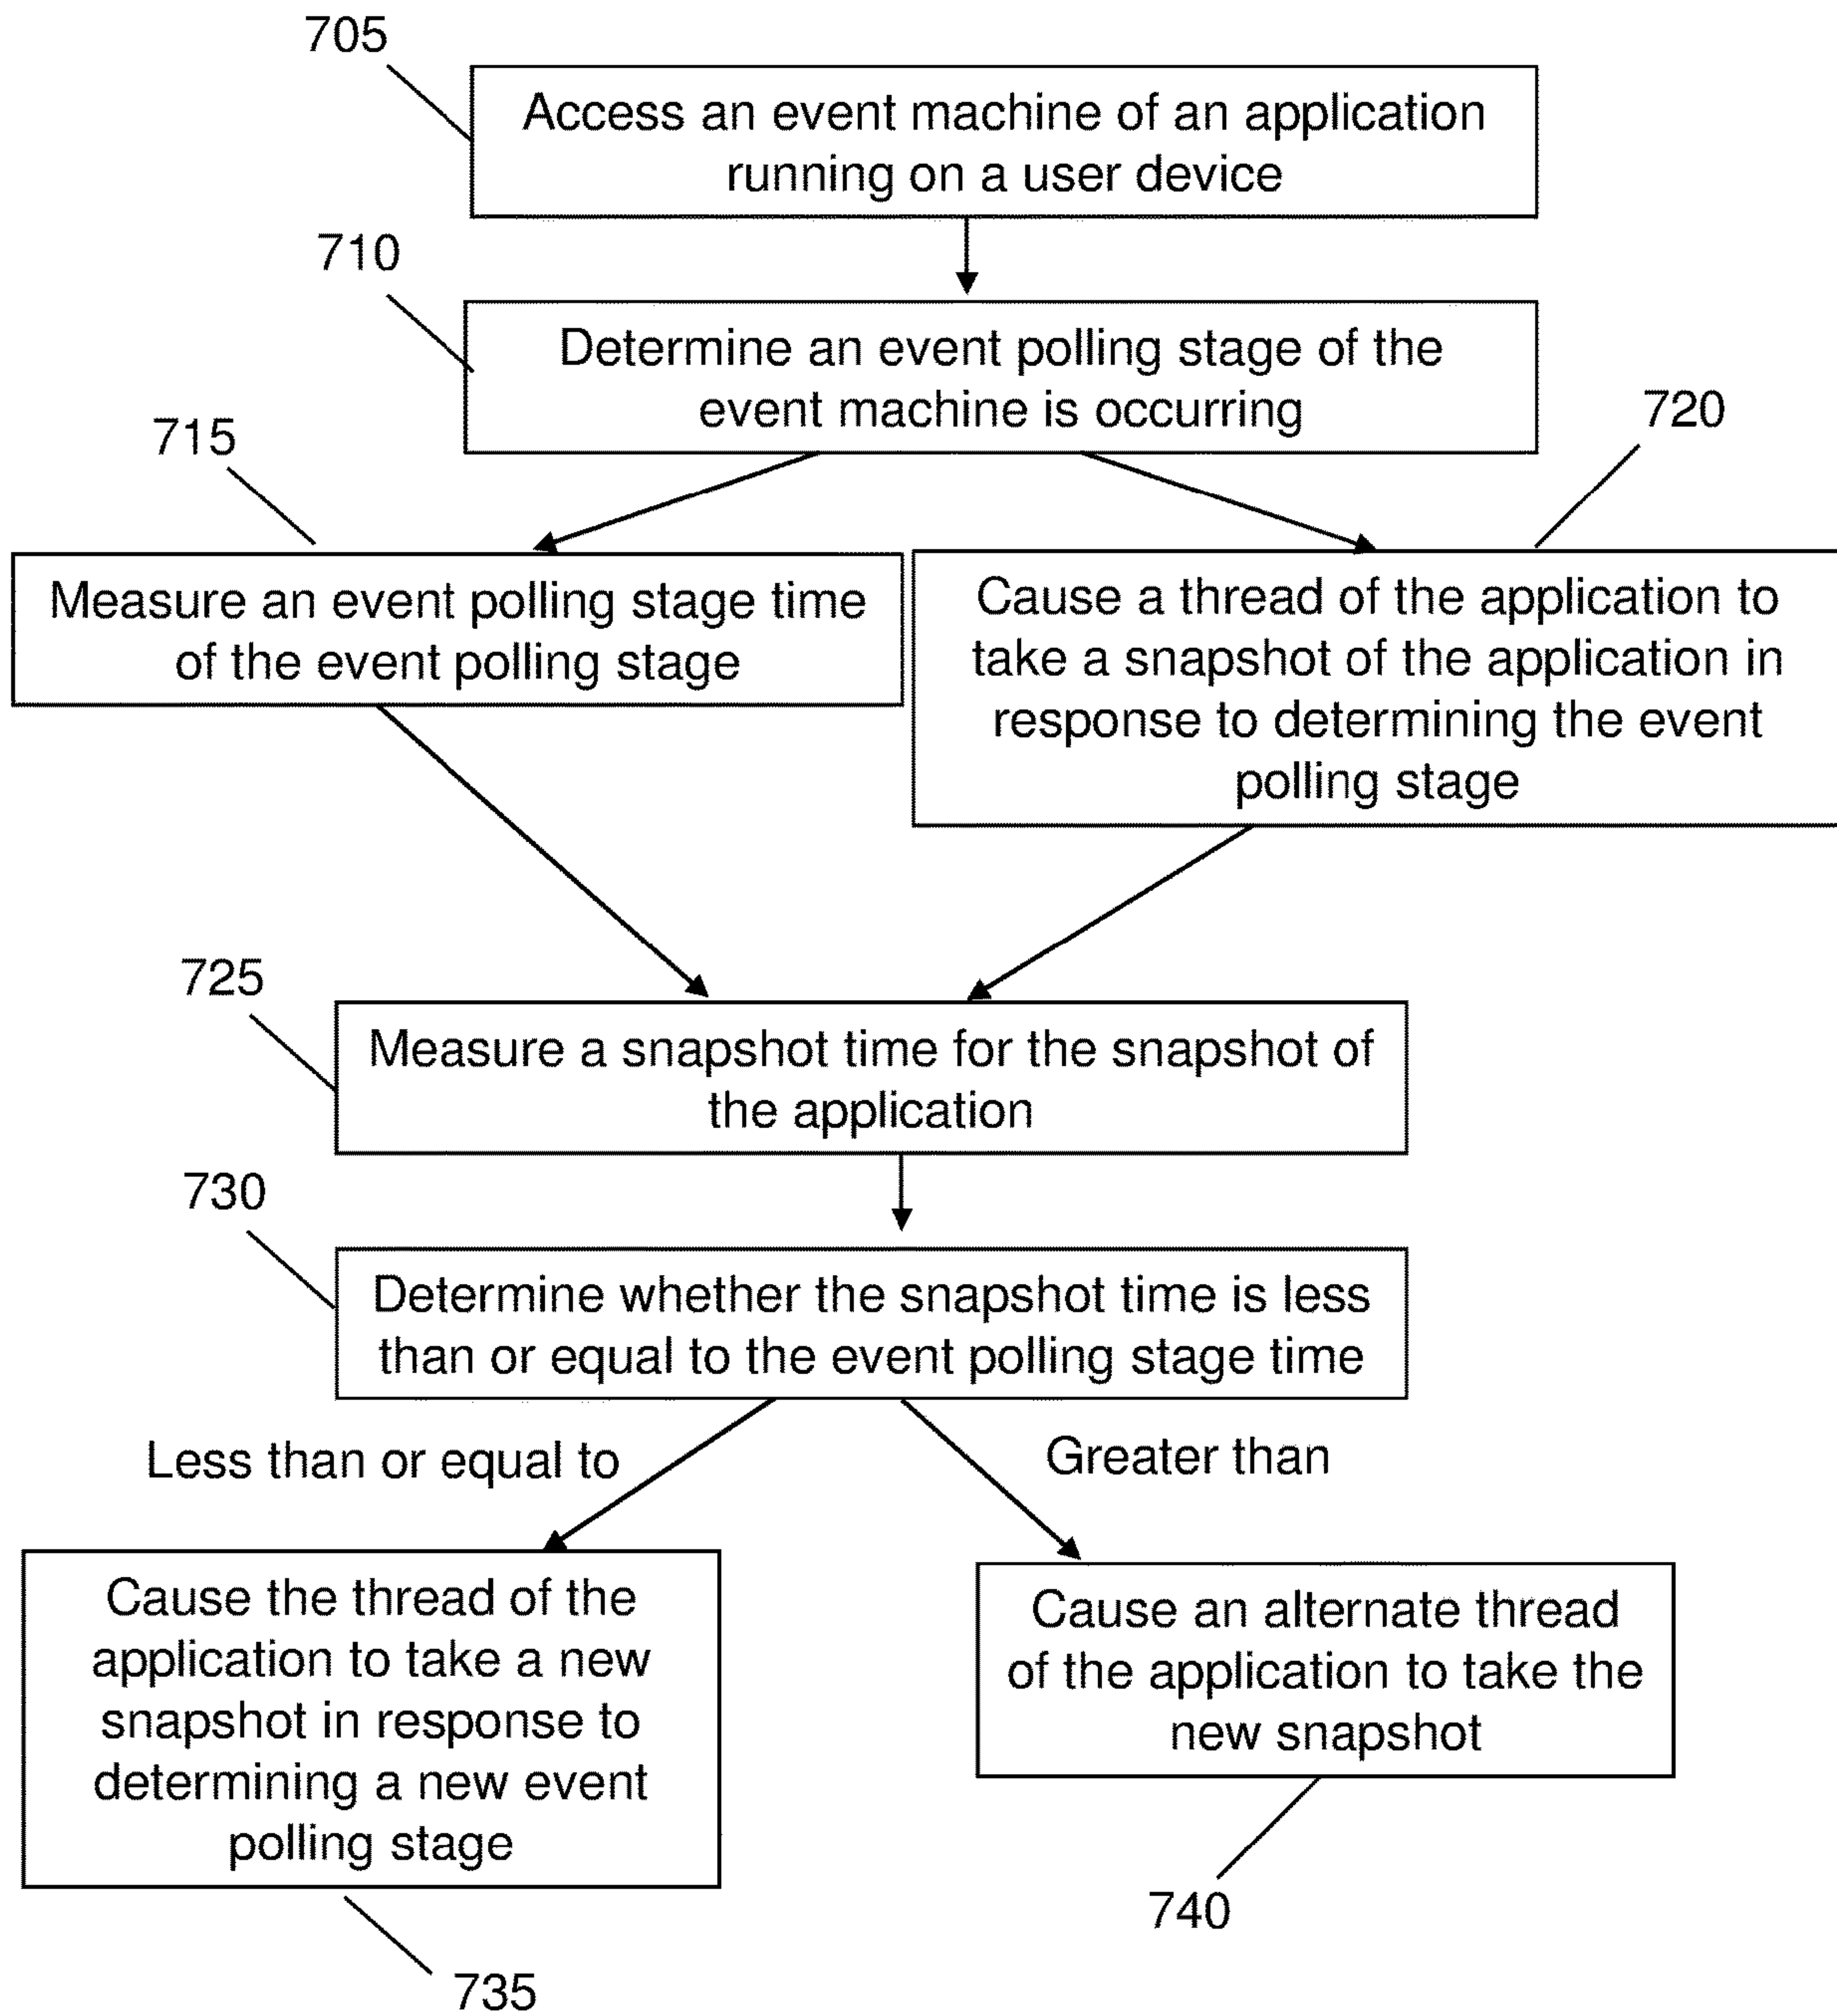 705
Access an event machine of an application
running on a user device
710
Determine an event polling stage of the
event machine is occurring
715
720
Measure an event polling stage time
of the event polling stage
Cause a thread of the application to
take a snapshot of the application in
response to determining the event
polling stage
725
Measure a snapshot time for the snapshot of
the application
730
Determine whether the snapshot time is less
than or equal to the event polling stage time
Less than or equal to
Greater than
Cause the thread of the
application to take a new
snapshot in response to
determining a new event
polling stage
Cause an alternate thread
of the application to take the
new snapshot
740
735